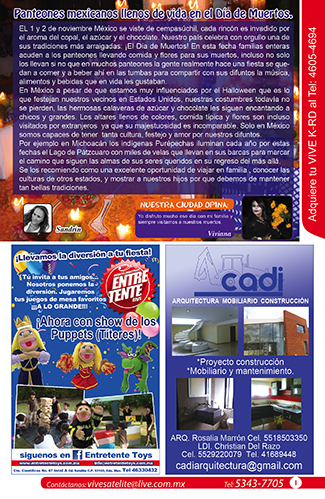 Panteones mexicanos llenos de vida en el Día de Muertos.
EL 1 y 2 de noviembre México se viste de cempasúchil, cada rincón es invadido por
el aroma del copal, el azúcar y el chocolate. Nuestro país celebra con orgullo una de
sus tradiciones más arraigadas: ¡El Día de Muertos! En esta fecha familias enteras
acuden a los panteones llevando comida y flores para sus muertos, incluso no solo
los llevan si no que en muchos panteones la gente realmente hace una fiesta se que-
dan a comer y a beber ahí en las tumbas para compartir con sus difuntos la música,
alimentos y bebidas que en vida les gustaban.
En México a pesar de que estamos muy influenciados por el Halloween que es lo
que festejan nuestros vecinos en Estados Unidos, nuestras costumbres todavía no
se pierden, las hermosas calaveras de azúcar y chocolate las siguen encantando a
chicos y grandes. Los altares llenos de colores, comida típica y flores son incluso
visitados por extranjeros ya que su majestuosidad es incomparable. Solo en México
somos capaces de tener tanta cultura, festejo y amor por nuestros difuntos.
Por ejemplo en Michoacán los indígenas Purépechas iluminan cada año por estas
fechas el Lago de Pátzcuaro con miles de velas que llevan en sus barcas para marcar
el camino que siguen las almas de sus seres queridos en su regreso del más allá.
Se los recomiendo como una excelente oportunidad de viajar en familia , conocer las
culturas de otros estados, y mostrar a nuestros hijos por que debemos de mantener
tan bellas tradiciones.
Adquiere tu VIVE K-RD al Tel: 4605-4694
Sandrin
NUESTRA CIUDAD OPINA.
Yo disfruto mucho ese día con mi familia y
siempre visitamos a nuestros muertos.
Viviana
¡Llevamos la diversión a tu fiesta!
Tú invita a tus amigos...
Nosotros ponemos la
diversión. Jugaremos
tus juegos de mesa favoritos
¡¡¡A LO GRANDE!!!
ENTRE
TENTE
¡Ahora con show de los
Puppets (Títeres)!
síguenos en f Entretente Toys
www.entretentetoys.com
info@entretentetoys.com
Tel 46330432
cadi
ARQUITECTURA MOBILIARIO CONSTRUCCIÓN
*Proyecto construcción
*Mobiliario y mantenimiento.
ARQ. Rosalia Marrón Cel. 5518503350
LDI. Christian Del Razo
Cel. 5529220079 Tel. 41689448
cadiarquitectura@gmail.com
Contáctanos: vivesatelite@live.com.mx
Tel: 5343-7705